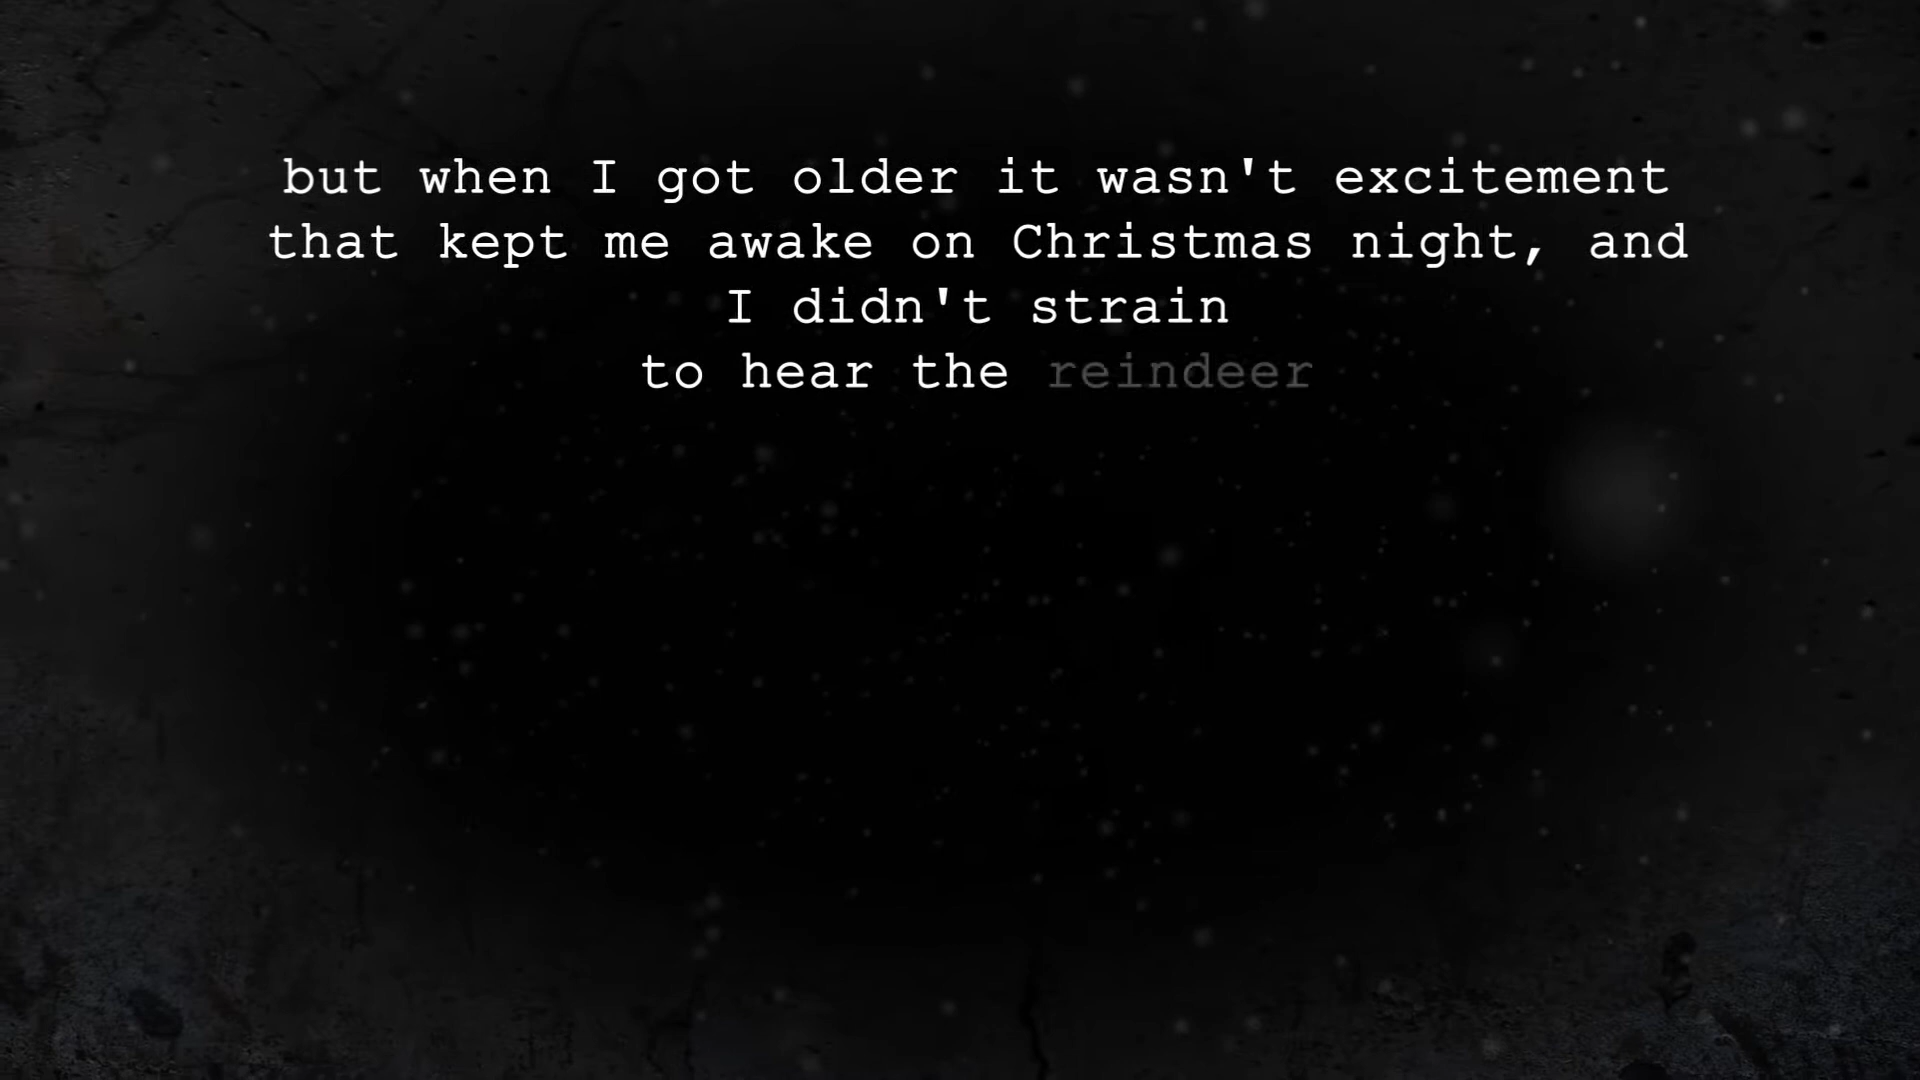 but when I got older it wasn't excitement
that kept me awake on Christmas night, and
I didn't strain
to hear the reindeer